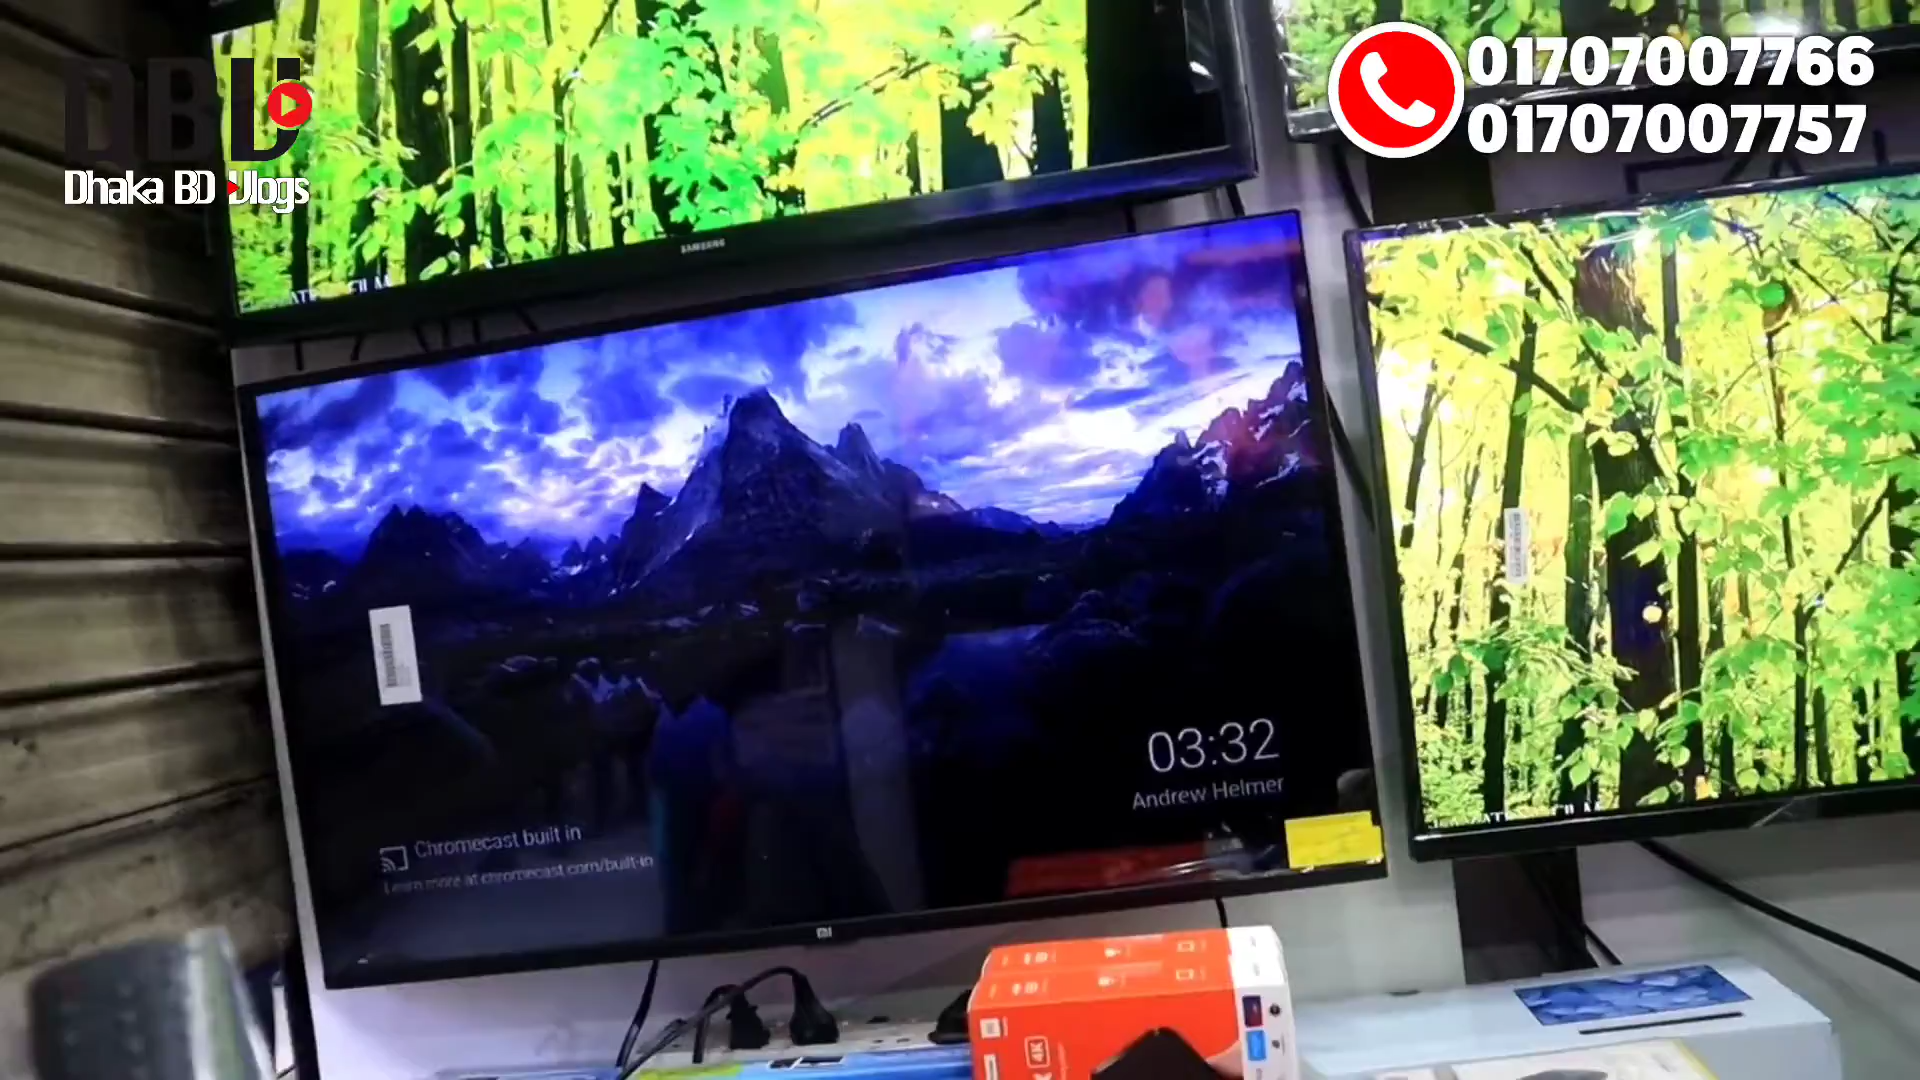 DBV
Dhaka BD Vlogs
01707007766
01707007757
SAMSUNG
03:32
Andrew Helmer
Chromecast built in
Learn more at chromecast.com/built-in
mi
4K